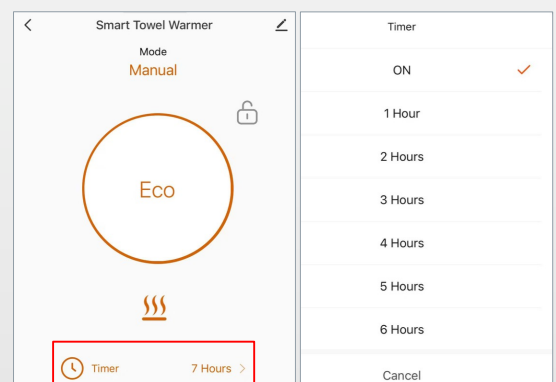 Smart Towel Warmer
Mode
Manual
Eco
Timer 7 Hours
Timer
ON
1 Hour
2 Hours
3 Hours
4 Hours
5 Hours
6 Hours
Cancel